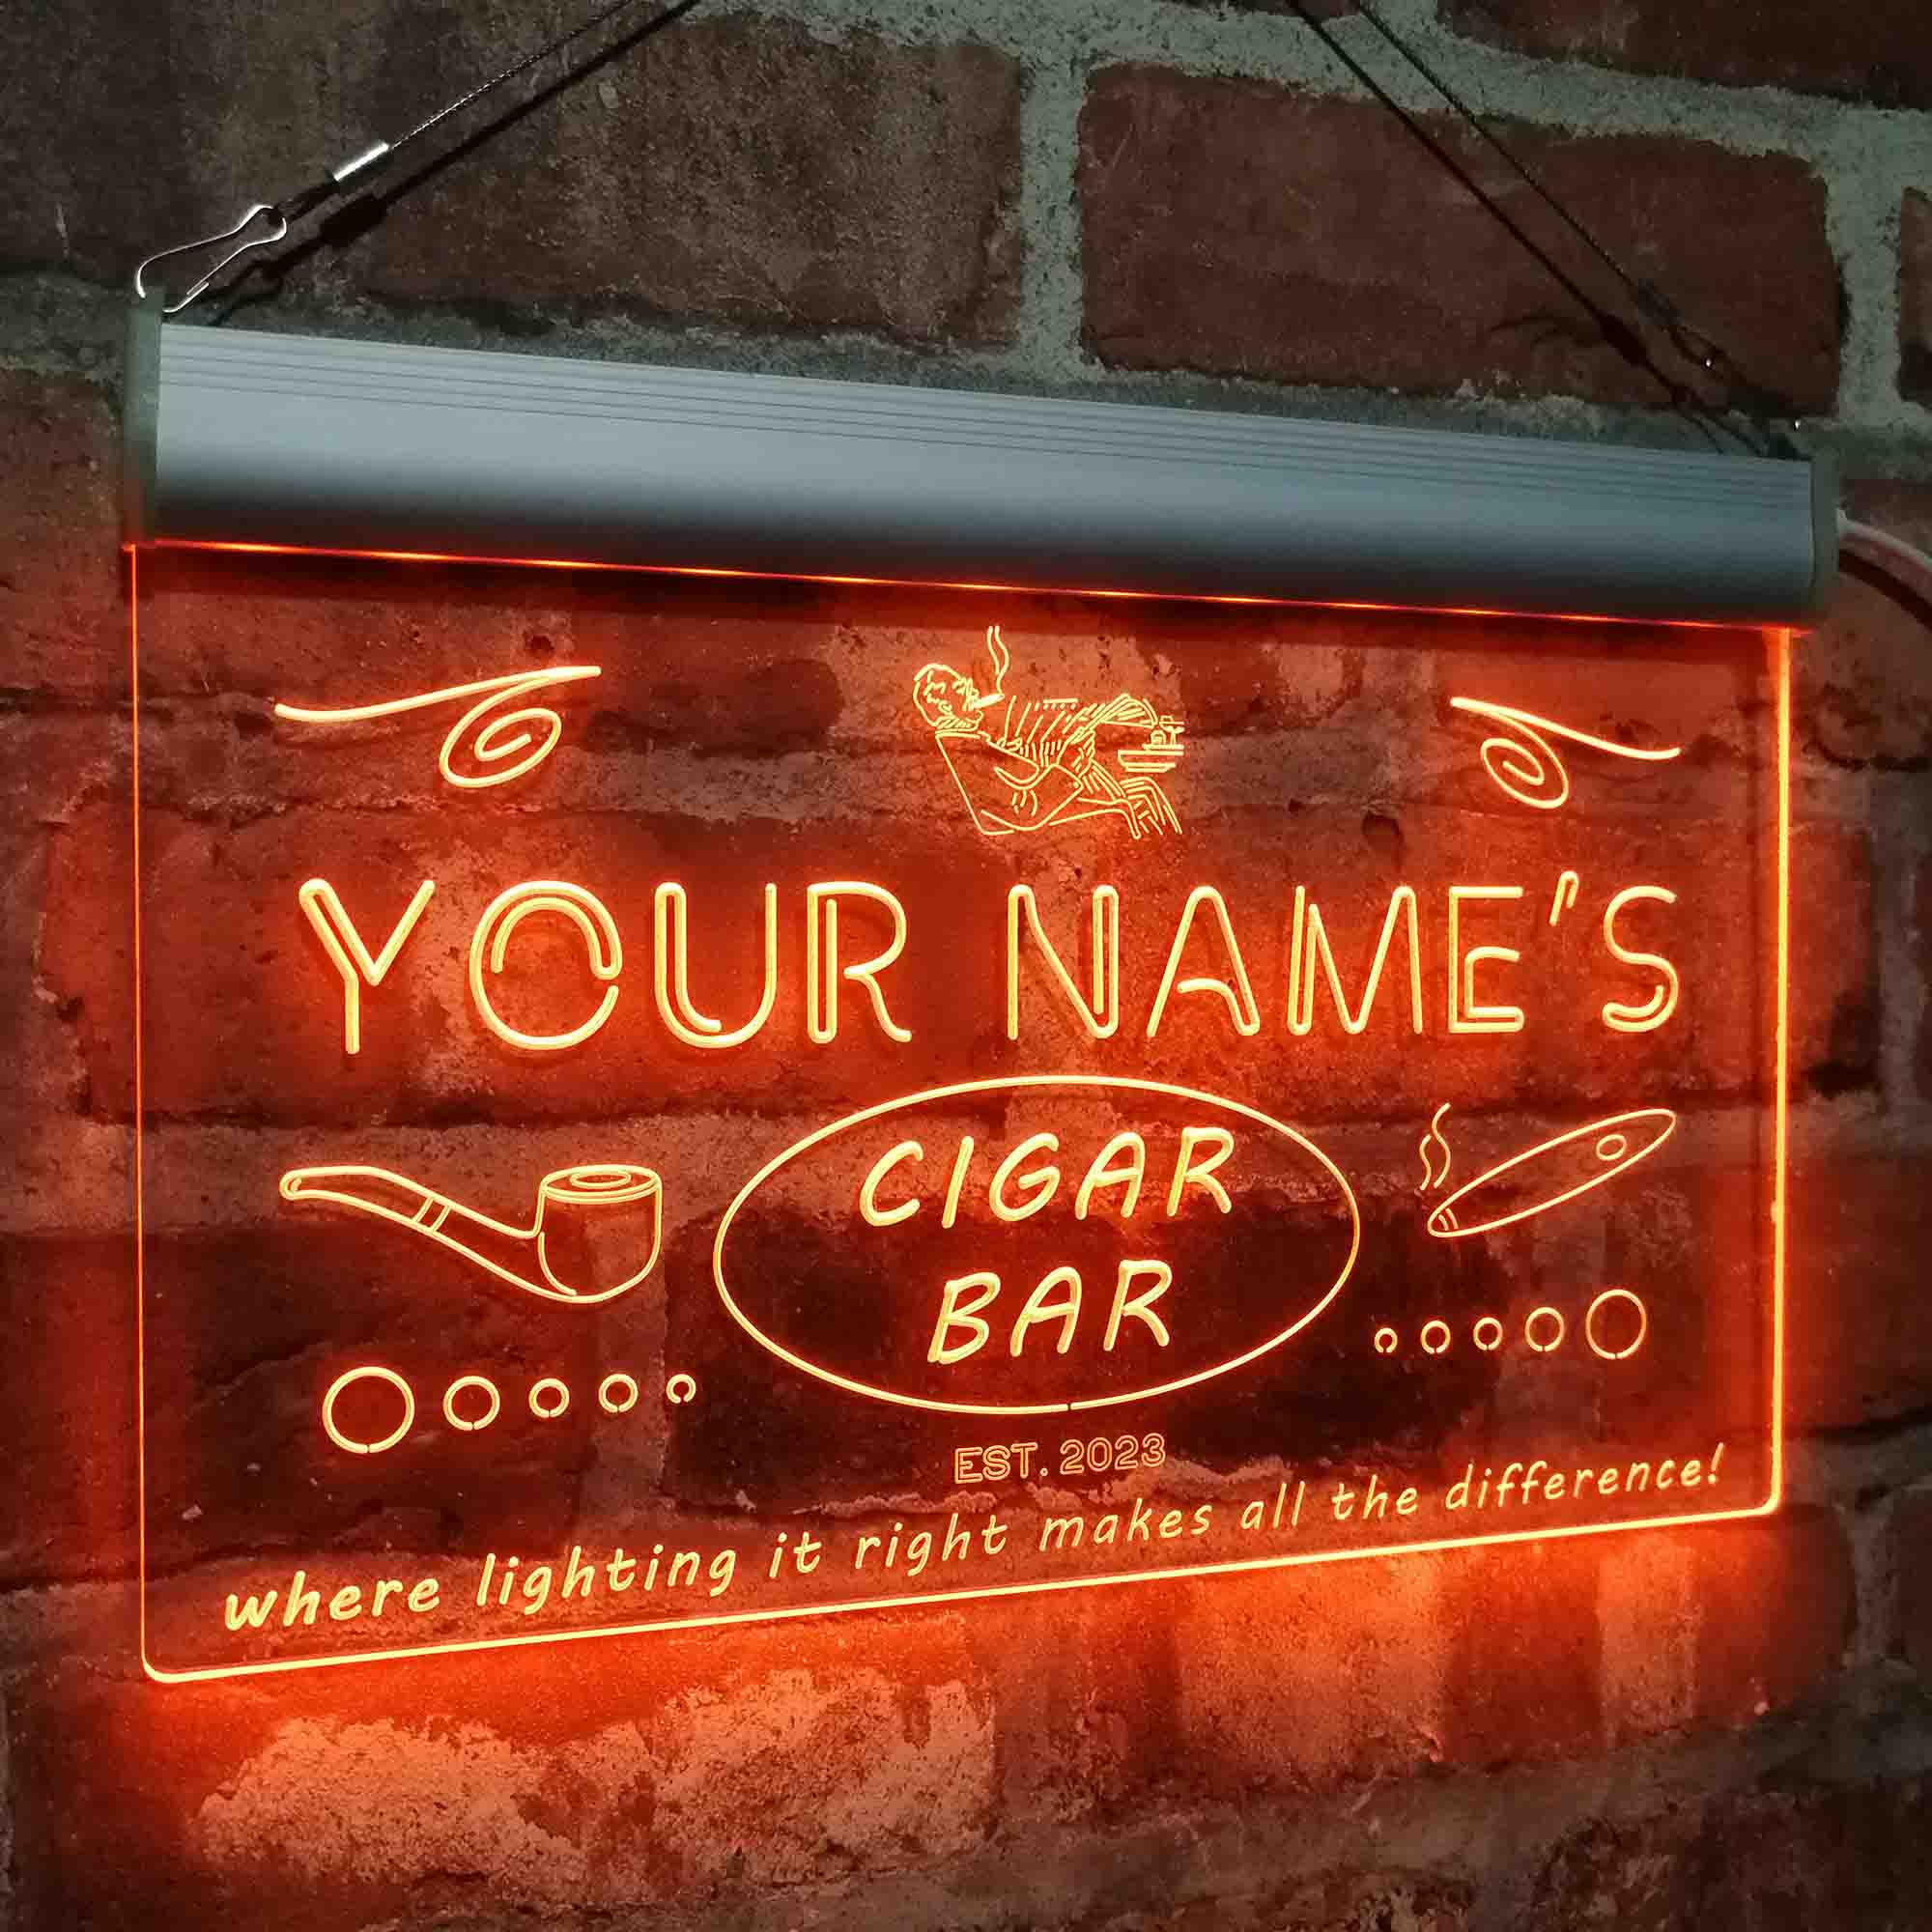 YOUR NAME'S
CIGAR
BAR
EST. 2023
where lighting it right makes all the difference!